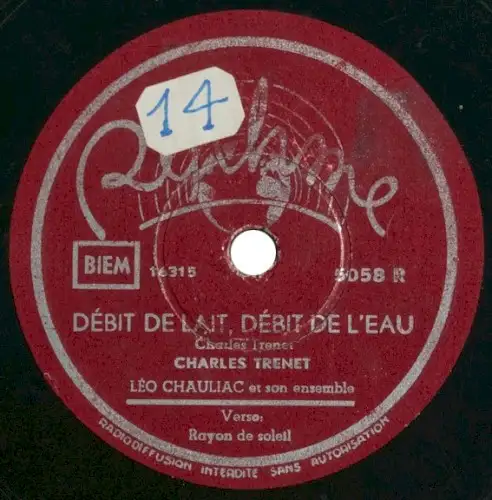 14
Rythme
BIEM
16315
5058 R
DÉBIT DE LAIT, DÉBIT DE L'EAU
Charles Trenet
CHARLES TRENET
LÉO CHAULIAC et son ensemble
Verso:
Rayon de soleil
RADIODIFFUSION INTERDITE SANS AUTORISATION